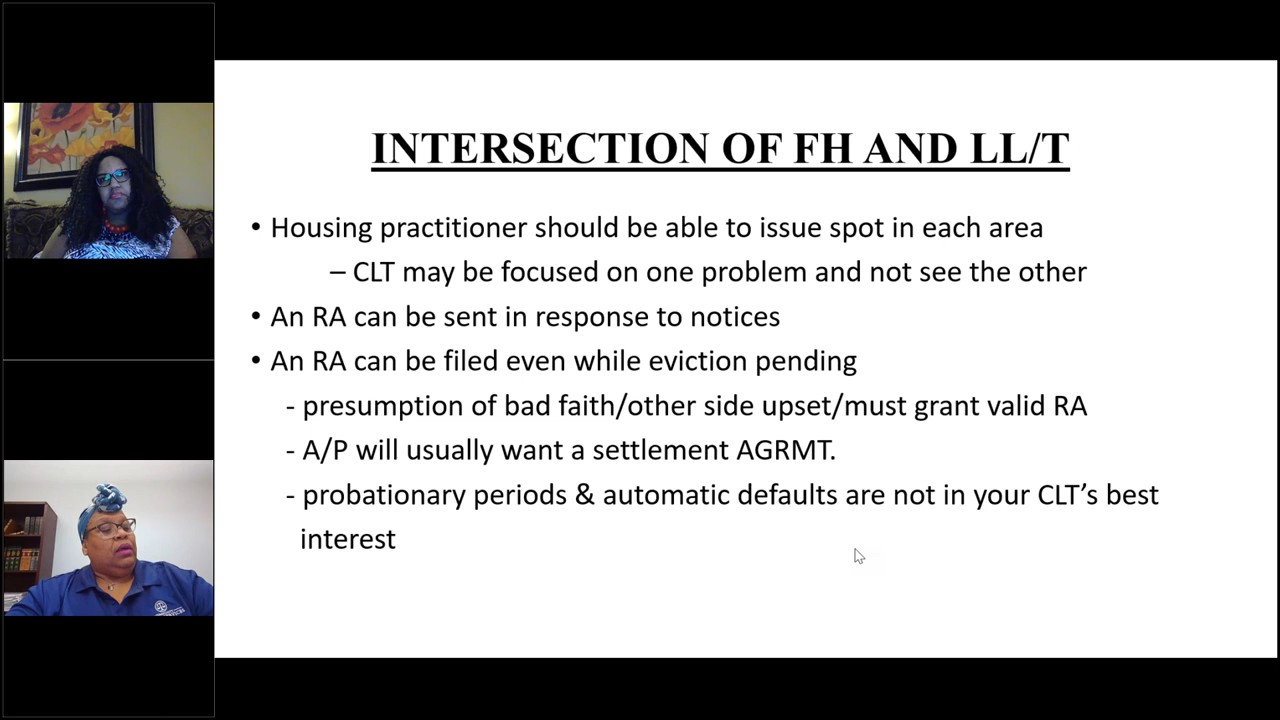 INTERSECTION OF FH AND LL/T
• Housing practitioner should be able to issue spot in each area
– CLT may be focused on one problem and not see the other
• An RA can be sent in response to notices
• An RA can be filed even while eviction pending
- presumption of bad faith/other side upset/must grant valid RA
- A/P will usually want a settlement AGRMT.
- probationary periods & automatic defaults are not in your CLT’s best
interest